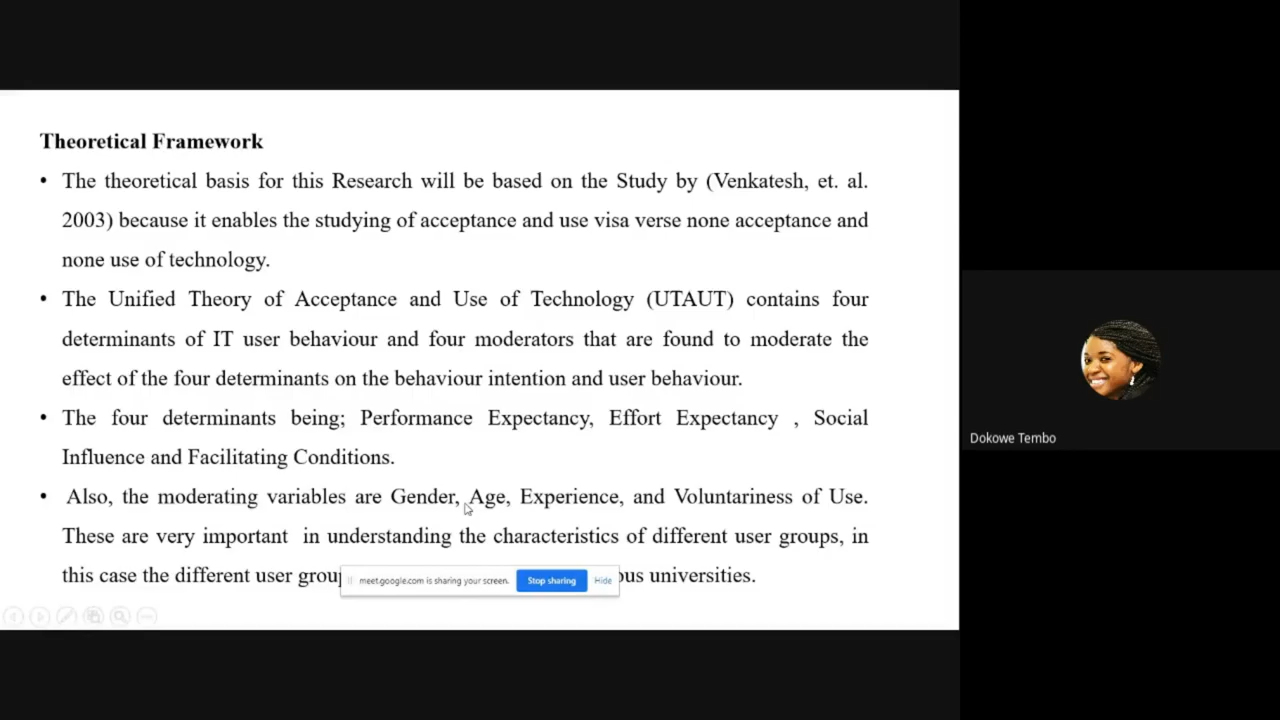 Theoretical Framework
• The theoretical basis for this Research will be based on the Study by (Venkatesh, et. al.
2003) because it enables the studying of acceptance and use visa verse none acceptance and
none use of technology.
• The Unified Theory of Acceptance and Use of Technology (UTAUT) contains four
determinants of IT user behaviour and four moderators that are found to moderate the
effect of the four determinants on the behaviour intention and user behaviour.
• The four determinants being; Performance Expectancy, Effort Expectancy , Social
Influence and Facilitating Conditions.
• Also, the moderating variables are Gender, Age, Experience, and Voluntariness of Use.
These are very important in understanding the characteristics of different user groups, in
this case the different user universities.
meet.google.com is sharing your screen. Stop sharing Hide
Dokowe Tembo